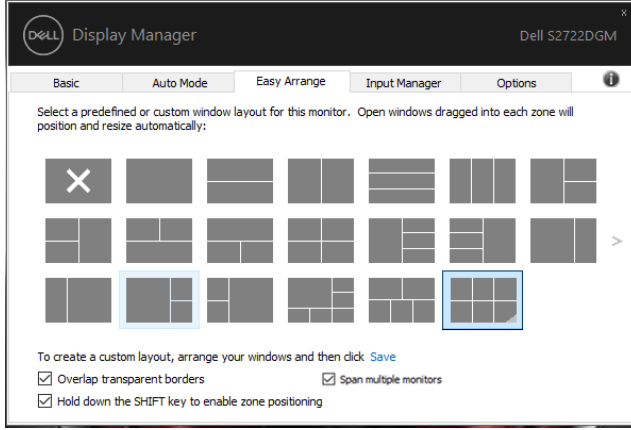 x
DELL Display Manager Dell S2722DGM
Basic Auto Mode Easy Arrange Input Manager Options
Select a predefined or custom window layout for this monitor. Open windows dragged into each zone will
position and resize automatically:
To create a custom layout, arrange your windows and then click Save
Overlap transparent borders Span multiple monitors
Hold down the SHIFT key to enable zone positioning